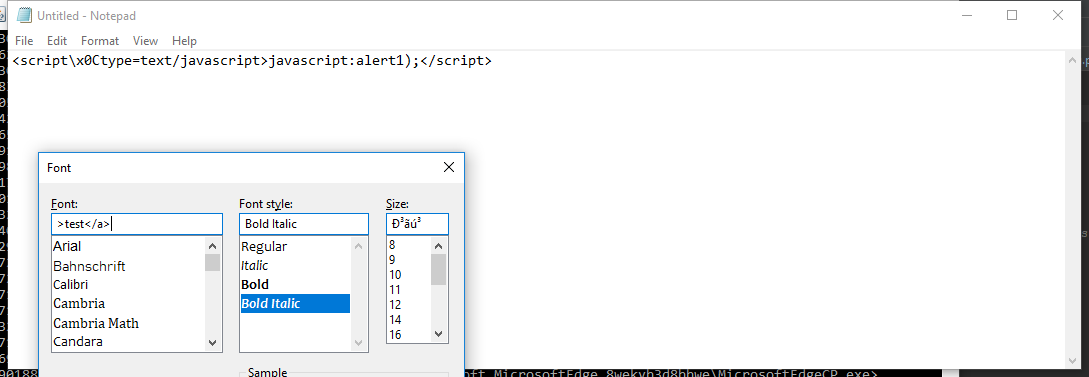 Untitled - Notepad
File Edit Format View Help
<script\x0Ctype=text/javascript>javascript:alert1);</script>
Font
Font: Font style: Size:
>test</a> Bold Italic Ð³ãú³
Arial Regular 8
Bahnschrift Italic 9
Calibri Bold 10
Cambria Bold Italic 11
Cambria Math 12
Candara 14
16
Sample
MicrosoftEdge_8wekyb3d8bbwe\MicrosoftEdgeCP.exe>